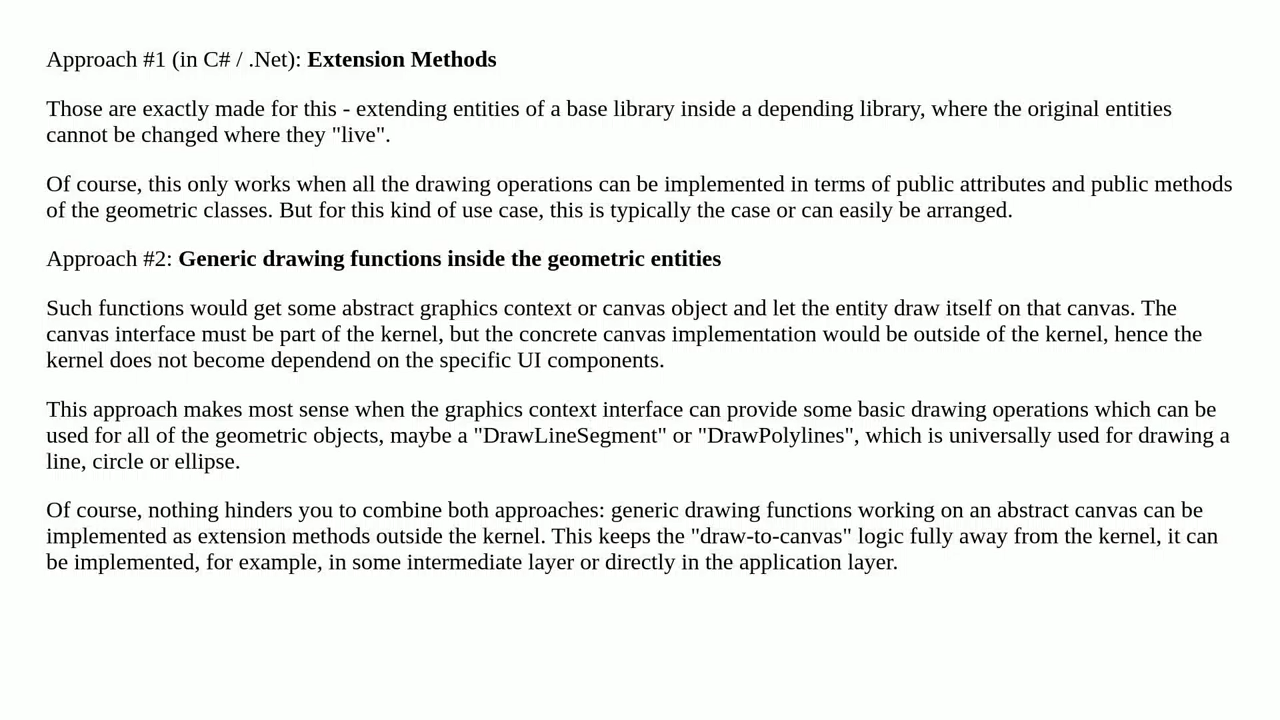 Approach #1 (in C# / .Net): Extension Methods
Those are exactly made for this - extending entities of a base library inside a depending library, where the original entities
cannot be changed where they "live".
Of course, this only works when all the drawing operations can be implemented in terms of public attributes and public methods
of the geometric classes. But for this kind of use case, this is typically the case or can easily be arranged.
Approach #2: Generic drawing functions inside the geometric entities
Such functions would get some abstract graphics context or canvas object and let the entity draw itself on that canvas. The
canvas interface must be part of the kernel, but the concrete canvas implementation would be outside of the kernel, hence the
kernel does not become dependend on the specific UI components.
This approach makes most sense when the graphics context interface can provide some basic drawing operations which can be
used for all of the geometric objects, maybe a "DrawLineSegment" or "DrawPolylines", which is universally used for drawing a
line, circle or ellipse.
Of course, nothing hinders you to combine both approaches: generic drawing functions working on an abstract canvas can be
implemented as extension methods outside the kernel. This keeps the "draw-to-canvas" logic fully away from the kernel, it can
be implemented, for example, in some intermediate layer or directly in the application layer.